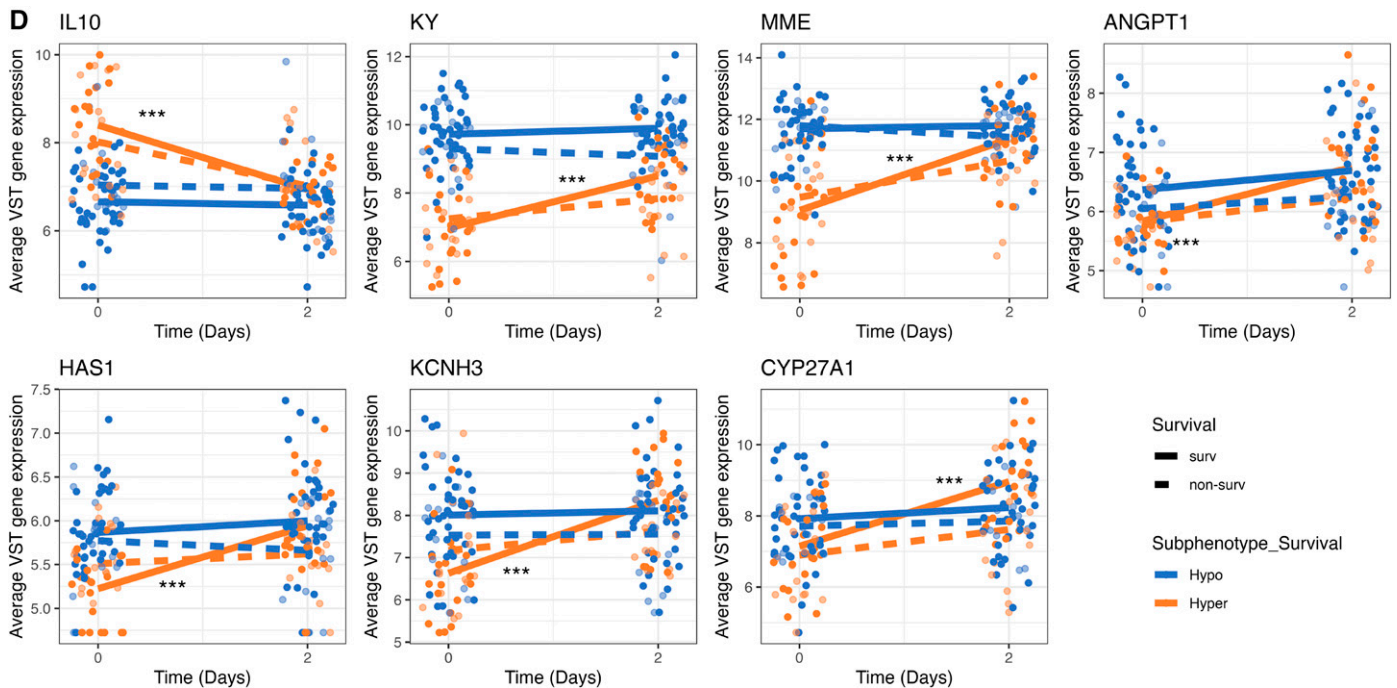 D
IL10
Average VST gene expression
10
8
6
***
0
2
Time (Days)
KY
Average VST gene expression
12
10
8
6
***
0
2
Time (Days)
MME
Average VST gene expression
14
12
10
8
***
0
2
Time (Days)
ANGPT1
Average VST gene expression
8
7
6
5
***
0
2
Time (Days)
HAS1
Average VST gene expression
7.5
7.0
6.5
6.0
5.5
5.0
***
0
2
Time (Days)
KCNH3
Average VST gene expression
10
9
8
7
6
5
***
0
2
Time (Days)
CYP27A1
Average VST gene expression
10
8
6
***
0
2
Time (Days)
Survival
surv
non-surv
Subphenotype_Survival
Hypo
Hyper